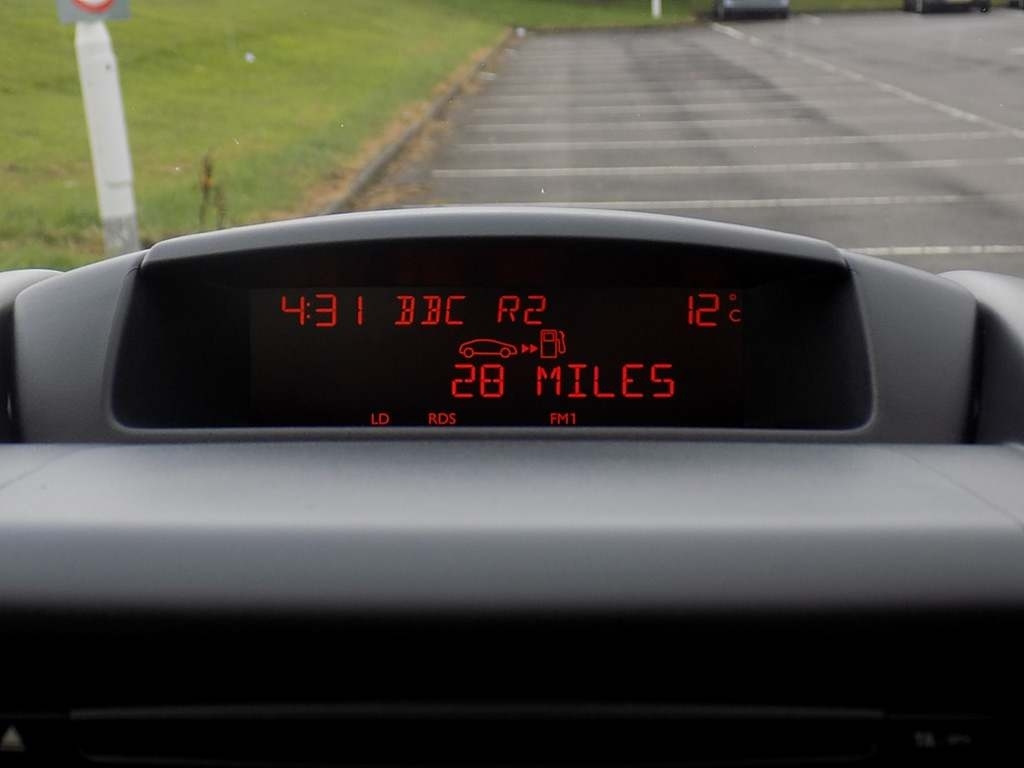 4:31 BBC R2 12°C
28 MILES
LD RDS FM1